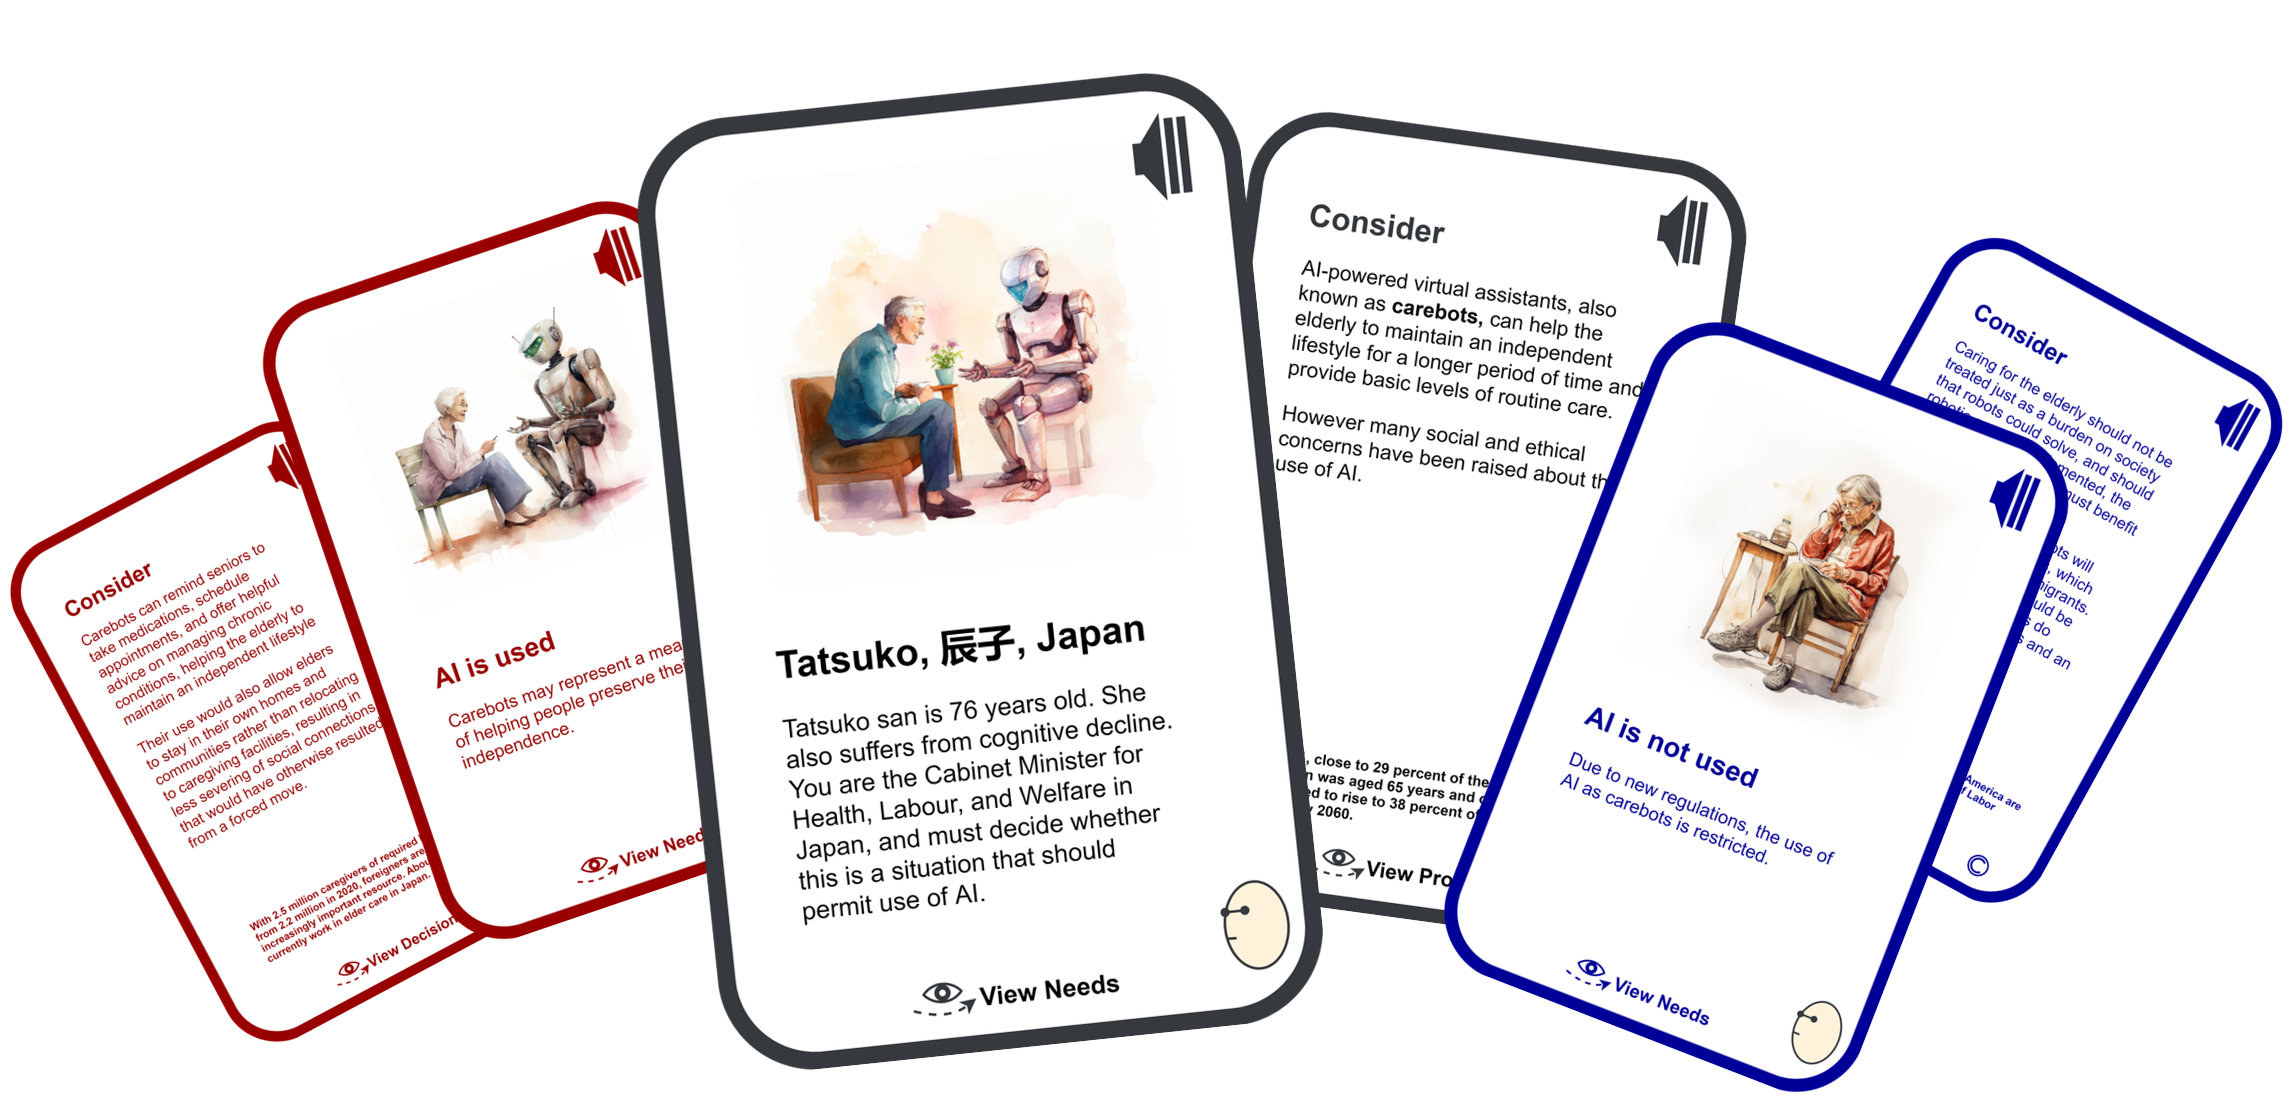 Consider
Carebots can remind seniors to
take medications, schedule
appointments, and offer helpful
advice on managing chronic
conditions, helping the elderly to
maintain an independent lifestyle
Their use would also allow elders
to stay in their own homes and
communities rather than relocating
to caregiving facilities, resulting in
less severing of social connections
that would have otherwise resulted
from a forced move.
With 2.5 million caregivers of required
from 2.2 million in 2020, foreigners are
increasingly important resource.
currently work in elder care in Japan.
View Decision
AI is used
Carebots may represent a
of helping people preserve
independence.
View
Tatsuko, 辰子, Japan
Tatsuko san is 76 years old. She
also suffers from cognitive decline.
You are the Cabinet Minister for
Health, Labour, and Welfare in
Japan, and must decide whether
this is a situation that should
permit use of AI.
View Needs
Consider
AI-powered virtual assistants, also
known as carebots, can help the
elderly to maintain an independent
lifestyle for a longer period of time and
provide basic levels of routine care.
However many social and ethical
concerns have been raised about
use of AI.
, close to 29 percent of the
was aged 65 years and
to rise to 38 percent
2060.
View
AI is not used
Due to new regulations, the use of
AI as carebots is restricted.
View Needs
Consider
Caring for the elderly should not be
treated just as a burden on society
that robots could solve, and should
the
must benefit
will
, which
be
do
and an
America are
Labor
©